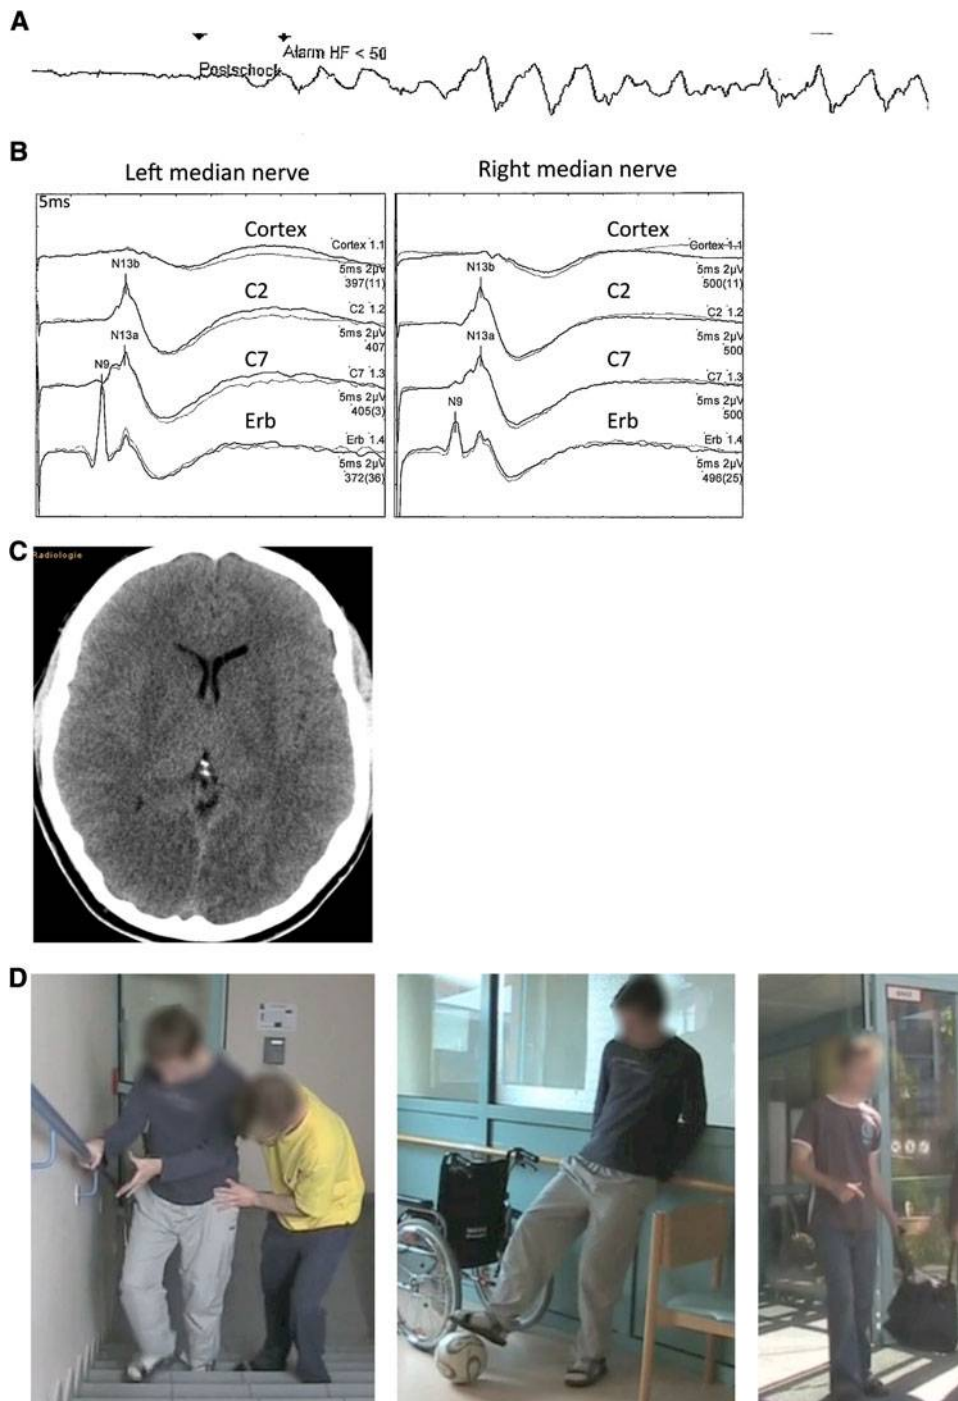 A
Alarm HF < 50
Postschock
B
Left median nerve
Right median nerve
5ms
Cortex
Cortex 1.1
5ms 2µV
397(11)
N13b
C2
C2 1.2
5ms 2µV
407
N13a
C7
C7 1.3
5ms 2µV
405(3)
N9
Erb
Erb 1.4
5ms 2µV
372(36)
Cortex
Cortex 1.1
5ms 2µV
500(11)
N13b
C2
C2 1.2
5ms 2µV
500
N13a
C7
C7 1.3
5ms 2µV
500
N9
Erb
Erb 1.4
5ms 2µV
496(25)
C
Radiologie
D